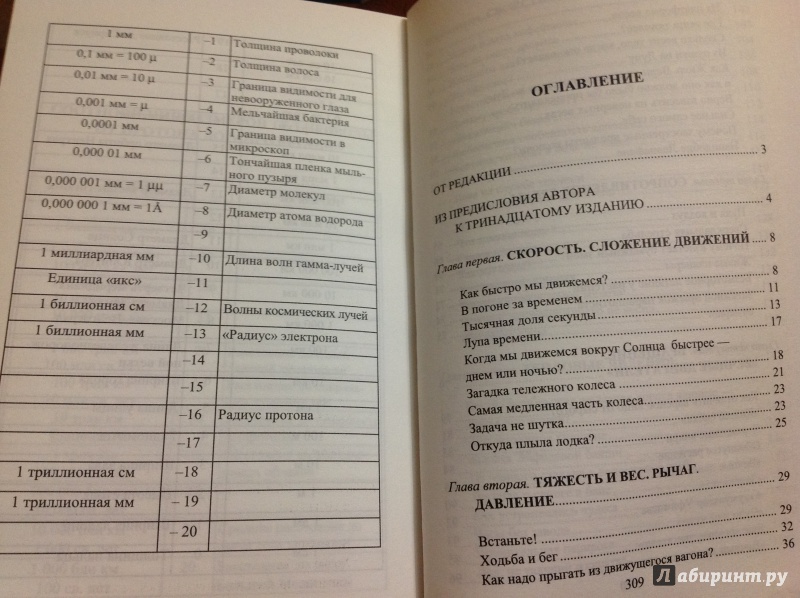 1 мм –1 Толщина проволоки
0,1 мм = 100 μ –2 Толщина волоса
0,01 мм = 10 μ –3 Граница видимости для
невооруженного глаза
0,001 мм = μ –4 Мельчайшая бактерия
0,0001 мм –5 Граница видимости в
микроскоп
0,000 01 мм –6 Тончайшая пленка мыль-
ного пузыря
0,000 001 мм = 1 μμ –7 Диаметр молекул
0,000 000 1 мм = 1Å –8 Диаметр атома водорода
–9
1 миллиардная мм –10 Длина волн гамма-лучей
Единица «икс» –11
1 биллионная см –12 Волны космических лучей
1 биллионная мм –13 «Радиус» электрона
–14
–15
–16 Радиус протона
–17
1 триллионная см –18
1 триллионная мм – 19
– 20
ОГЛАВЛЕНИЕ
ОТ РЕДАКЦИИ 3
ИЗ ПРЕДИСЛОВИЯ АВТОРА
К ТРИНАДЦАТОМУ ИЗДАНИЮ 4
Глава первая. СКОРОСТЬ. СЛОЖЕНИЕ ДВИЖЕНИЙ 8
Как быстро мы движемся? 8
В погоне за временем 11
Тысячная доля секунды 13
Лупа времени 17
Когда мы движемся вокруг Солнца быстрее —
днем или ночью? 18
Загадка тележного колеса 21
Самая медленная часть колеса 23
Задача не шутка 23
Откуда плыла лодка? 25
Глава вторая. ТЯЖЕСТЬ И ВЕС. РЫЧАГ.
ДАВЛЕНИЕ 29
Встаньте! 29
Ходьба и бег 32
Как надо прыгать из движущегося вагона? 36
309
Лабиринт.ру